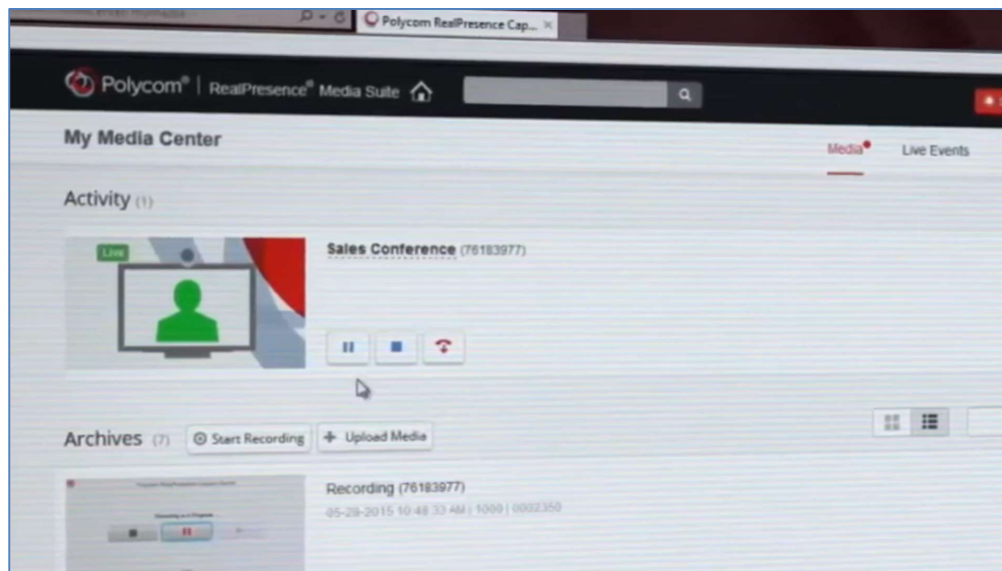 Polycom RealPresence Cap...
Polycom® | RealPresence® Media Suite
My Media Center
Media
Live Events
Activity (1)
Live
Sales Conference (76183977)
Archives (7)
Start Recording
Upload Media
Recording (76183977)
05-28-2015 10:48:33 AM | 1000 | 0002350